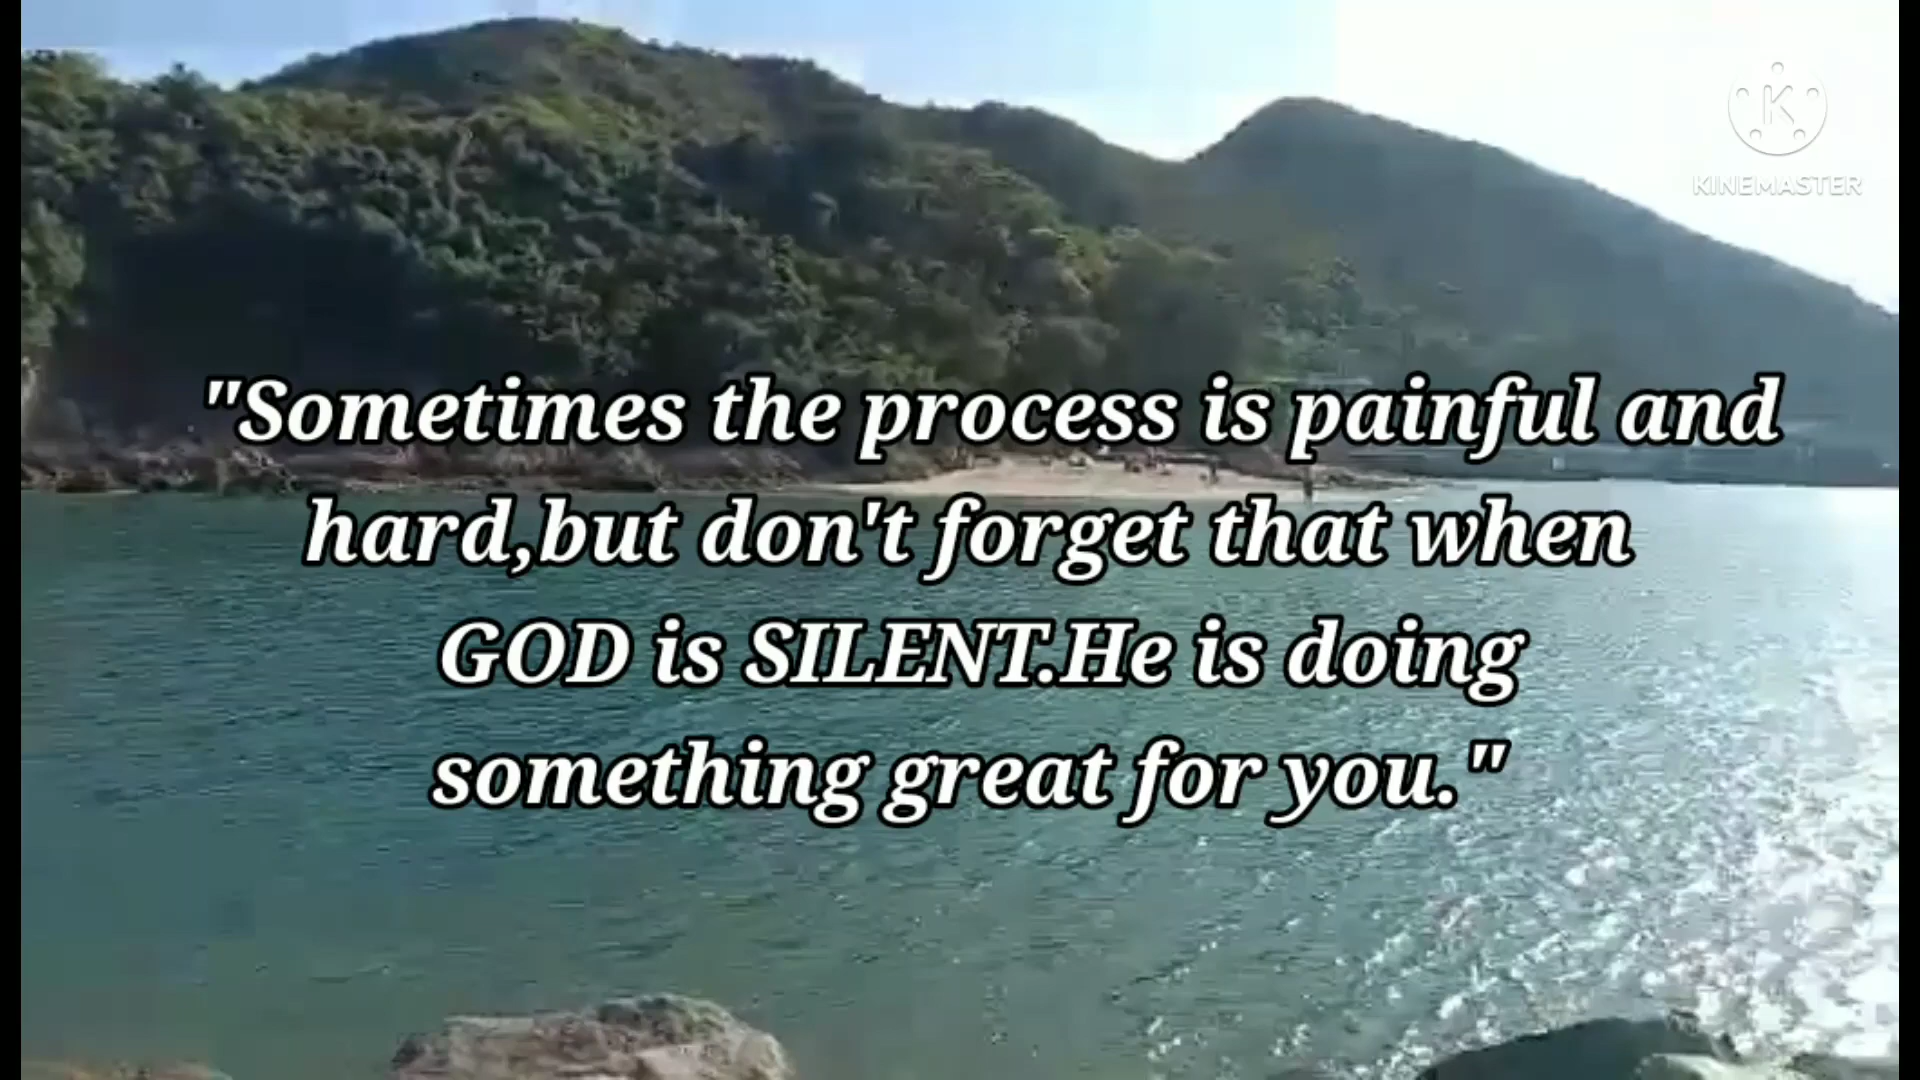 KINEMASTER
"Sometimes the process is painful and
hard,but don't forget that when
GOD is SILENT.He is doing
something great for you."